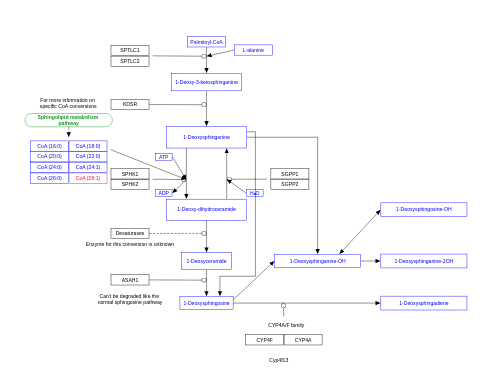 Palmitoyl-CoA
SPTLC1
SPTLC2
L-alanine
1-Deoxy-3-ketosphinganine
For more information on
specific CoA conversions
KDSR
Sphingolipid metabolism
pathway
1-Deoxysphinganine
CoA (16:0) CoA (18:0)
CoA (20:0) CoA (22:0)
CoA (24:0) CoA (24:1)
CoA (26:0) CoA (26:1)
ATP
SPHK1
SPHK2
ADP
SGPP1
SGPP2
H2O
1-Deoxy-dihydroceramide
1-Deoxysphingosine-OH
Desaturases
Enzyme for this conversion is unknown
1-Deoxyceramide
1-Deoxysphinganine-OH
1-Deoxysphinganine-2OH
ASAH1
Can't be degraded like the
normal sphingosine pathway
1-Deoxysphingosine
1-Deoxysphingadiene
CYP4A/F family
CYP4F CYP4A
Cyp4f13